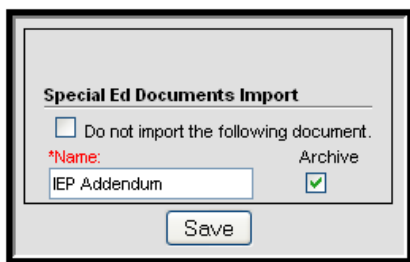 Special Ed Documents Import
Do not import the following document.
*Name: Archive
IEP Addendum
Save